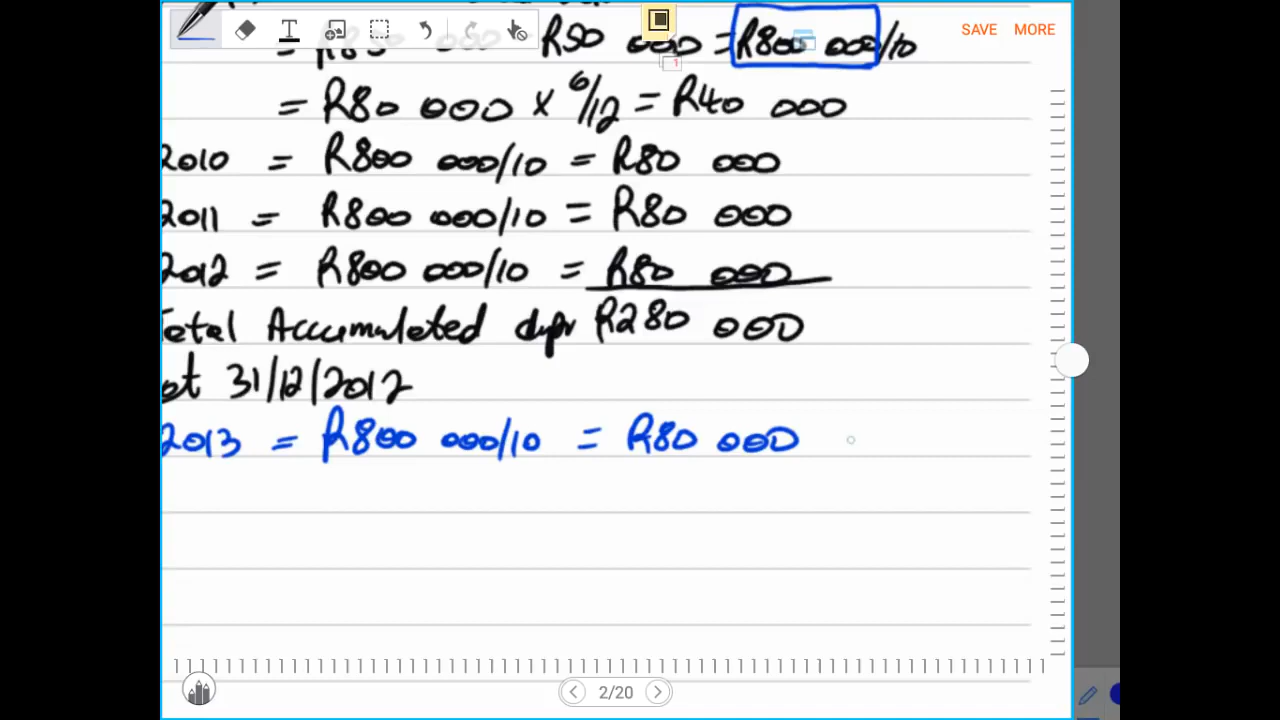 SAVE MORE
= R850 000 - R50 000 = R800 000/10
= R80 000 x 6/12 = R40 000
2010 = R800 000/10 = R80 000
2011 = R800 000/10 = R80 000
2012 = R800 000/10 = R80 000
Total Accumulated depr R280 000
at 31/12/2012
2013 = R800 000/10 = R80 000
2/20